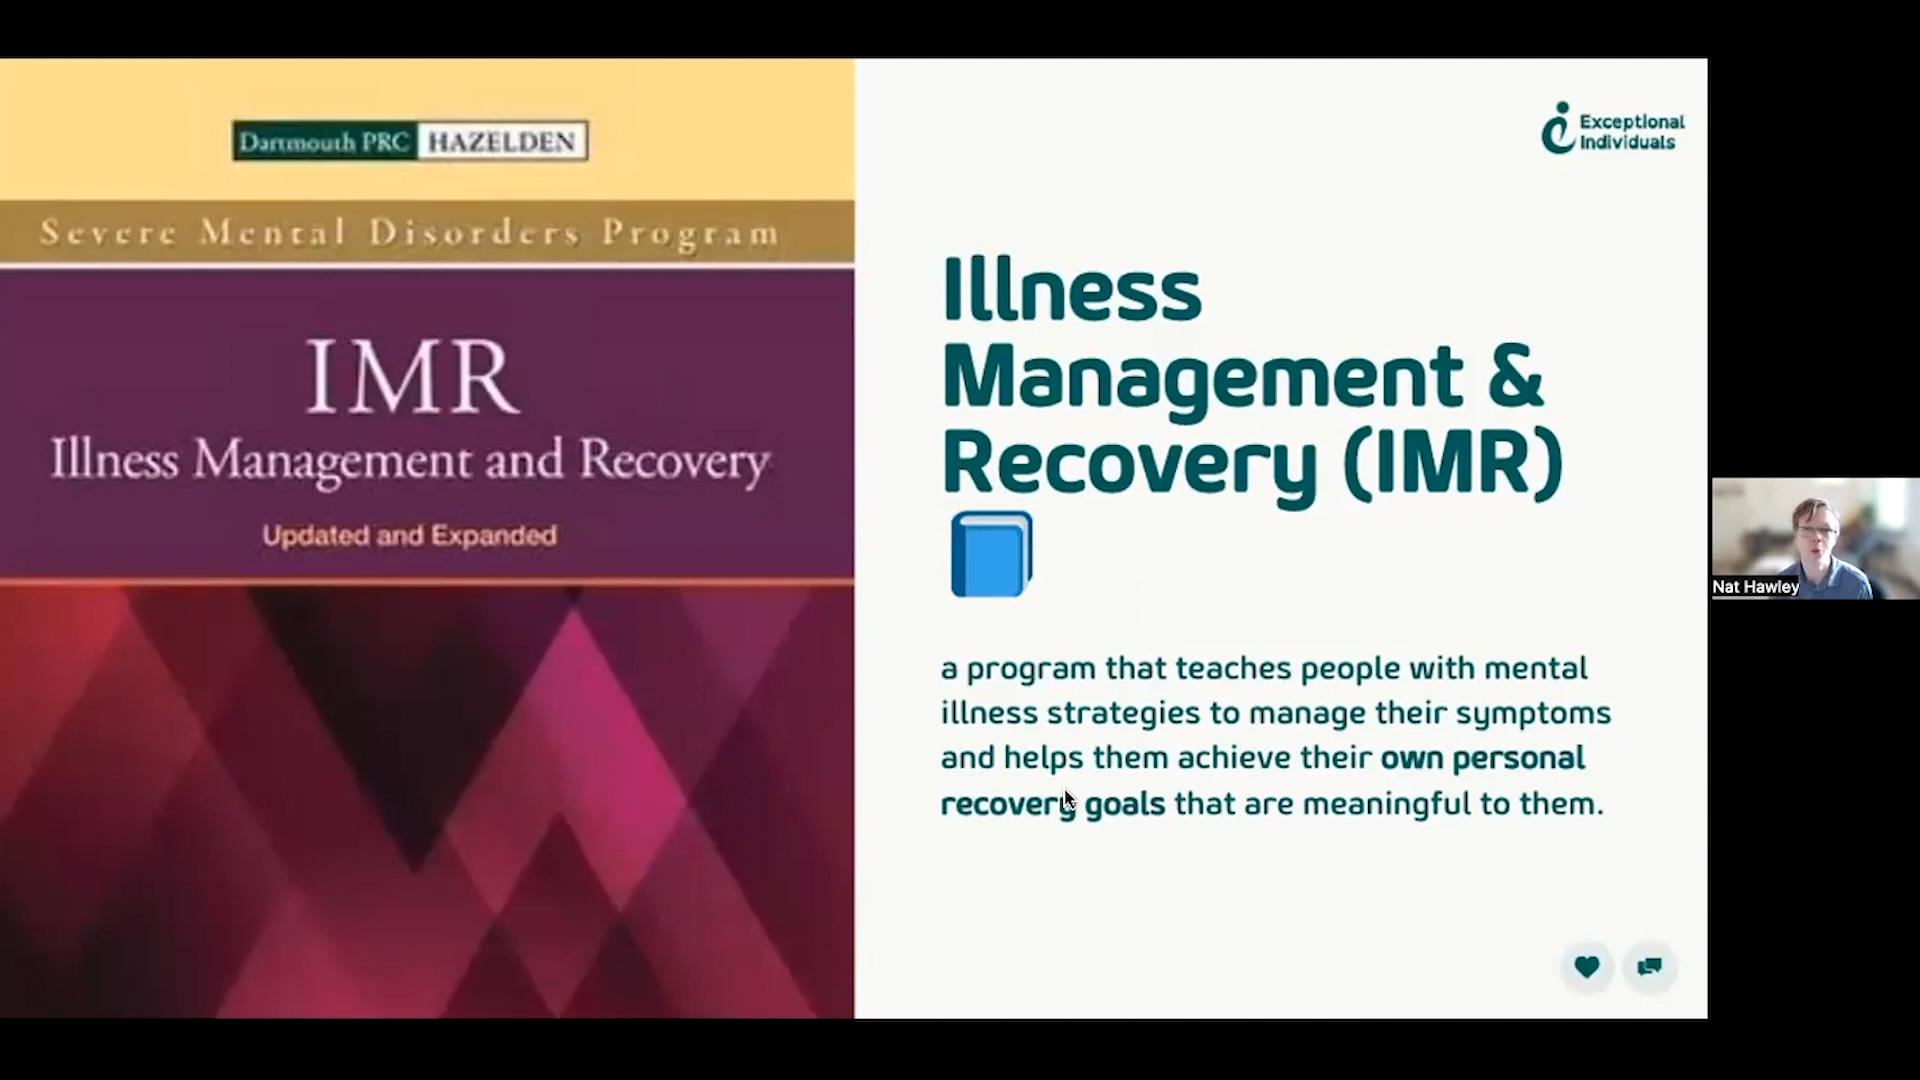 Dartmouth PRC HAZELDEN
Severe Mental Disorders Program
IMR
Illness Management and Recovery
Updated and Expanded
Exceptional
Individuals
Illness
Management &
Recovery (IMR)
a program that teaches people with mental
illness strategies to manage their symptoms
and helps them achieve their own personal
recovery goals that are meaningful to them.
Nat Hawley